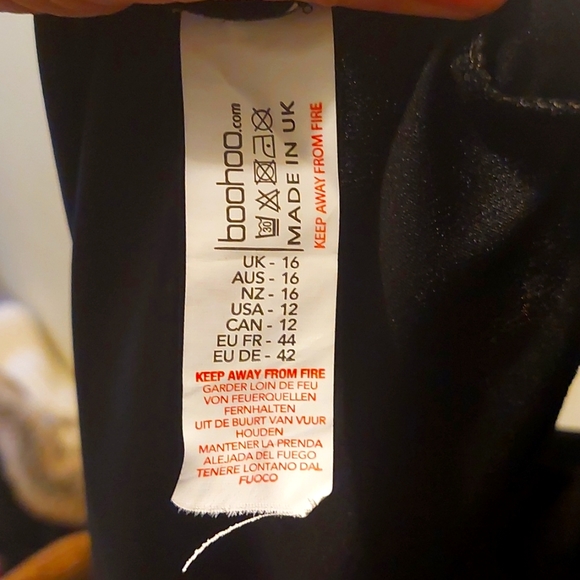 boohoo.com
30
MADE IN UK
KEEP AWAY FROM FIRE
UK - 16
AUS - 16
NZ - 16
USA - 12
CAN - 12
EU FR - 44
EU DE - 42
KEEP AWAY FROM FIRE
GARDER LOIN DE FEU
VON FEUERQUELLEN
FERNHALTEN
UIT DE BUURT VAN VUUR
HOUDEN
MANTENER LA PRENDA
ALEJADA DEL FUEGO
TENERE LONTANO DAL
FUOCO